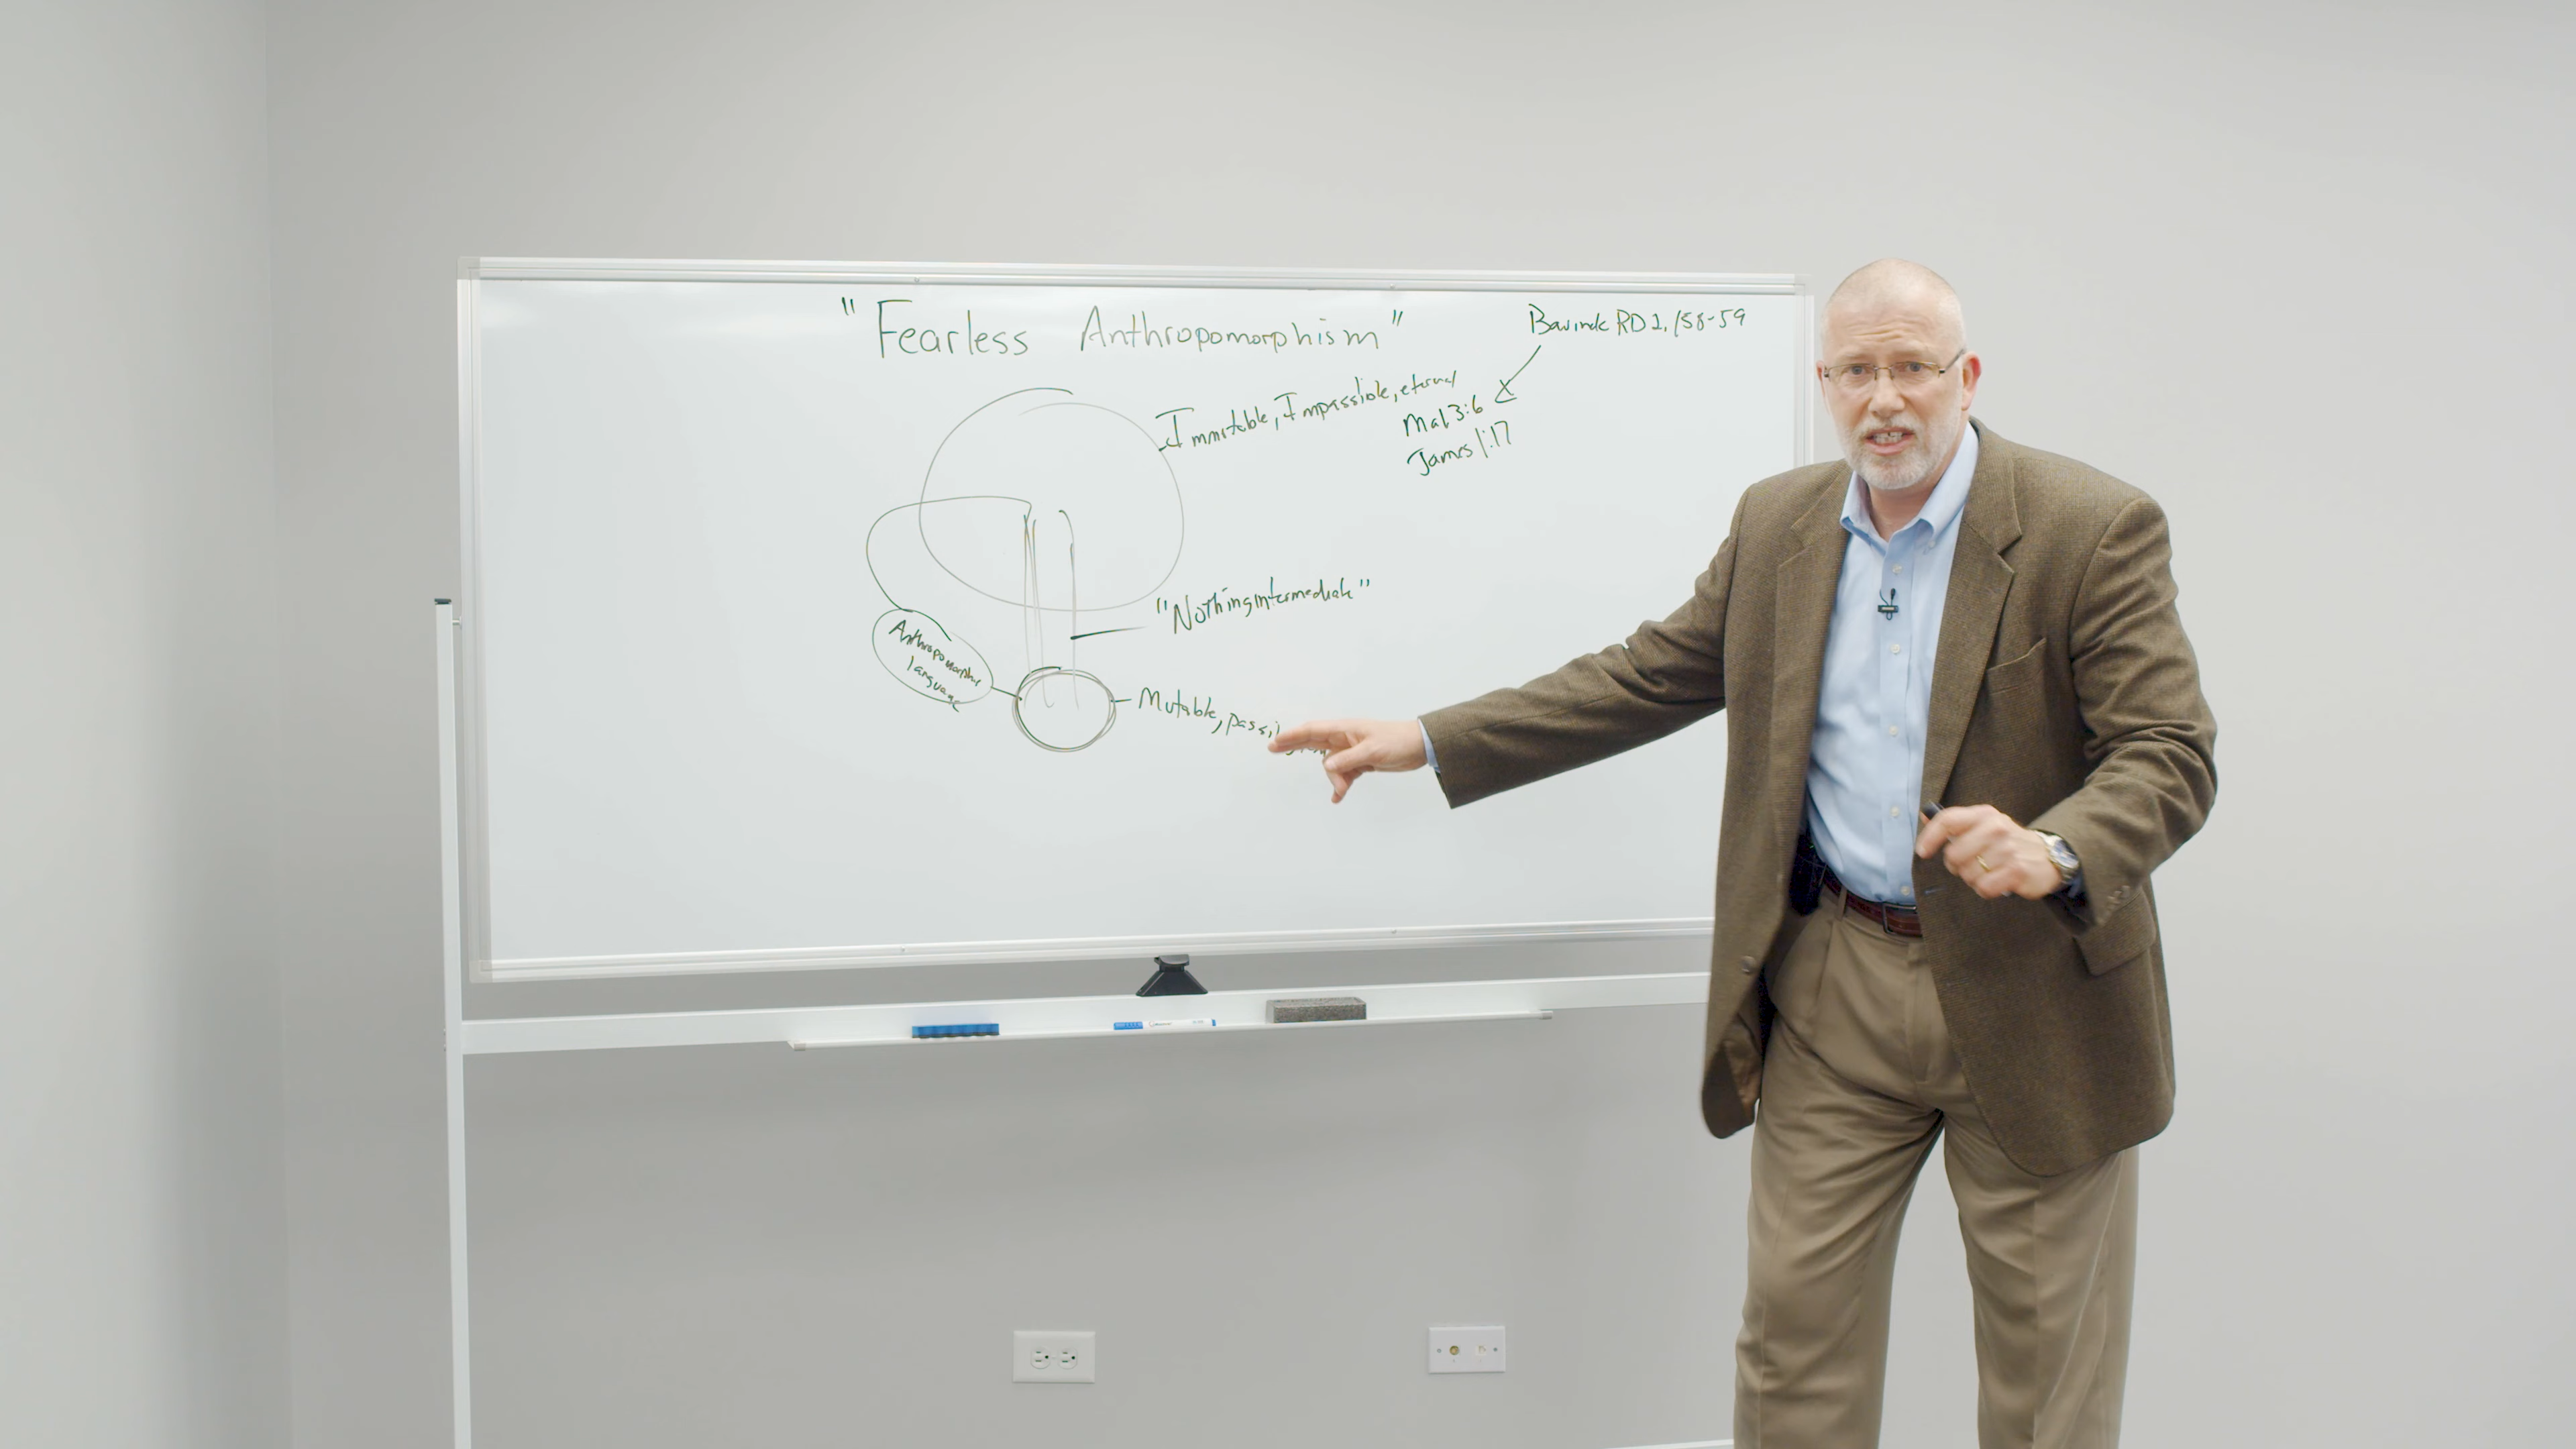 "Fearless Anthropomorphism"
Bavinck RD 2, 158-59
Immutable, Impassible, eternal
Mal 3:6
James 1:17
"Nothing intermediate"
Anthropomorphic
language
Mutable,